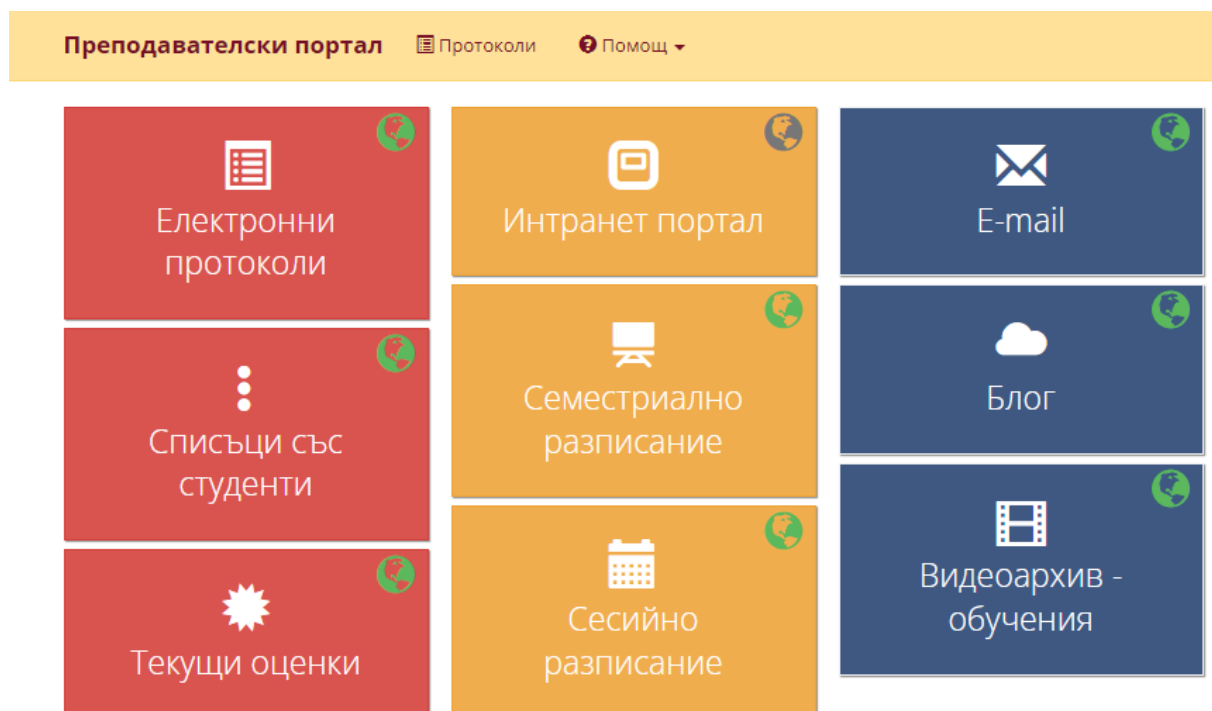 Преподавателски портал Протоколи Помощ
Електронни
протоколи
Списъци със
студенти
Текущи оценки
Интранет портал
Семестриално
разписание
Сесийно
разписание
E-mail
Блог
Видеоархив -
обучения